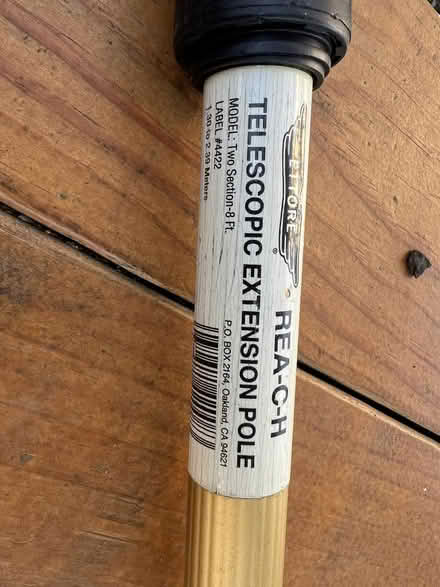 ETTORE® REA-C-H
TELESCOPIC EXTENSION POLE
MODEL: Two Section-8 Ft.
P.O. BOX 2164, Oakland, CA 94621
LABEL #4422
1.30 to 2.39 Meters